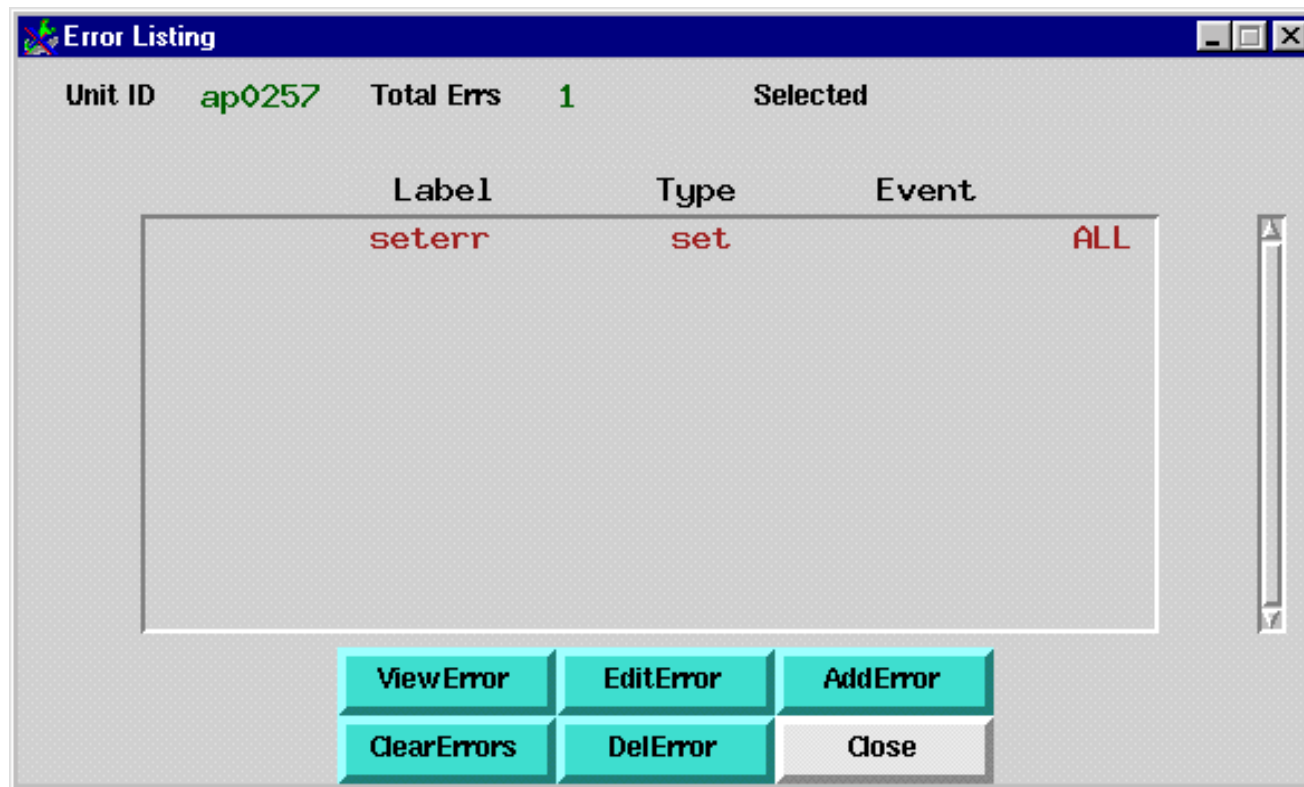 Error Listing
Unit ID ap0257 Total Errs 1 Selected
Label Type Event
seterr set ALL
ViewError EditError AddError
ClearErrors DelError Close